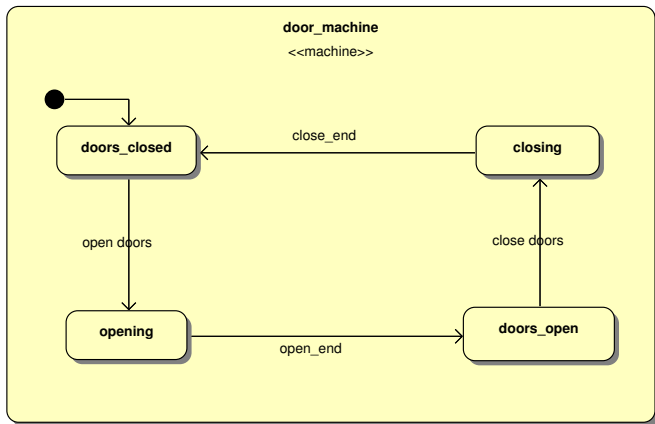 door_machine
<<machine>>
close_end
doors_closed
closing
open doors
close doors
opening
doors_open
open_end